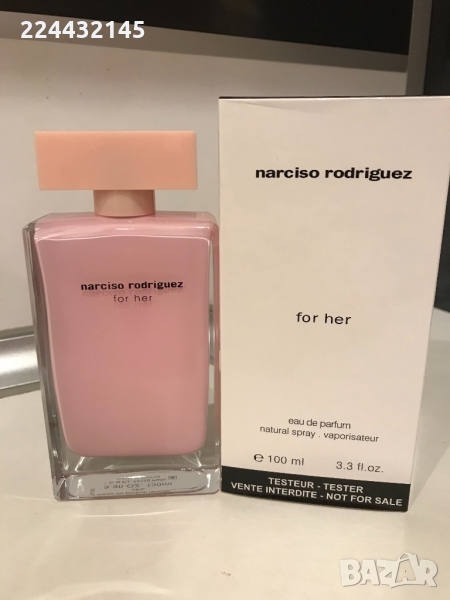 224432145
narciso rodriguez
for her
narciso rodriguez
for her
eau de parfum
natural spray . vaporisateur
e 100 ml 3.3 fl.oz.
TESTEUR - TESTER
VENTE INTERDITE - NOT FOR SALE
BAZAR